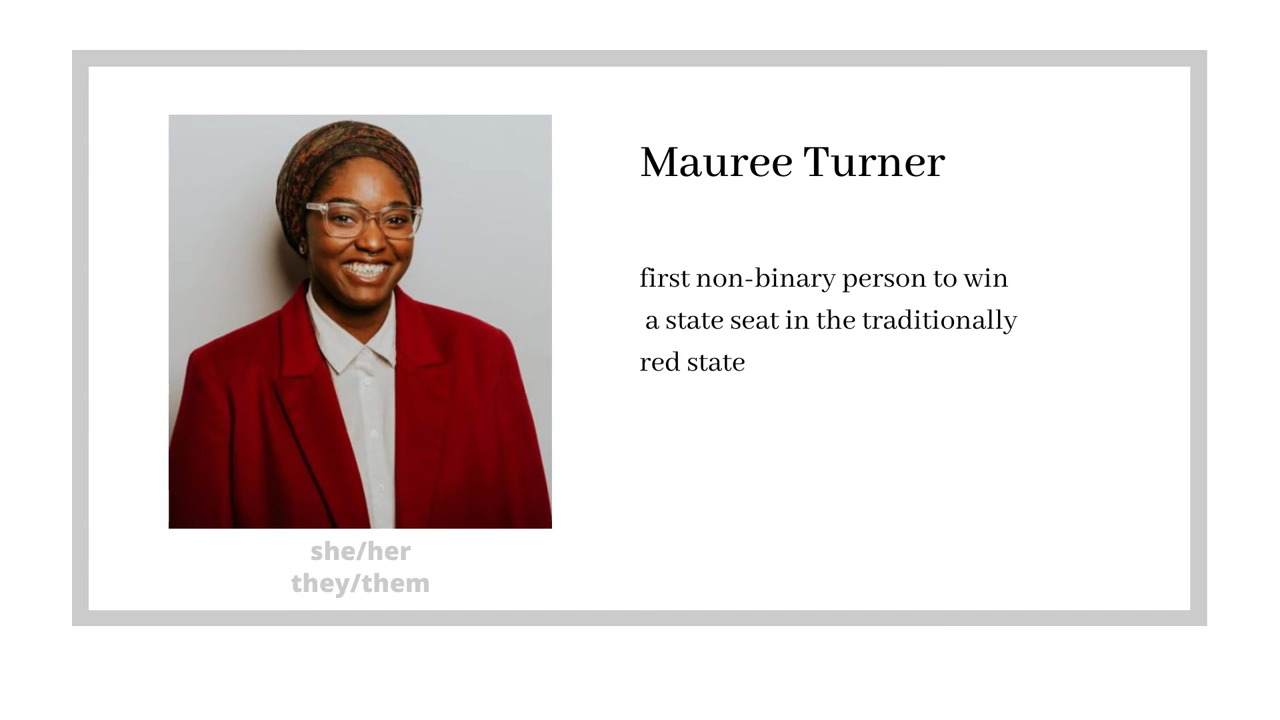 Mauree Turner
first non-binary person to win
a state seat in the traditionally
red state
she/her
they/them